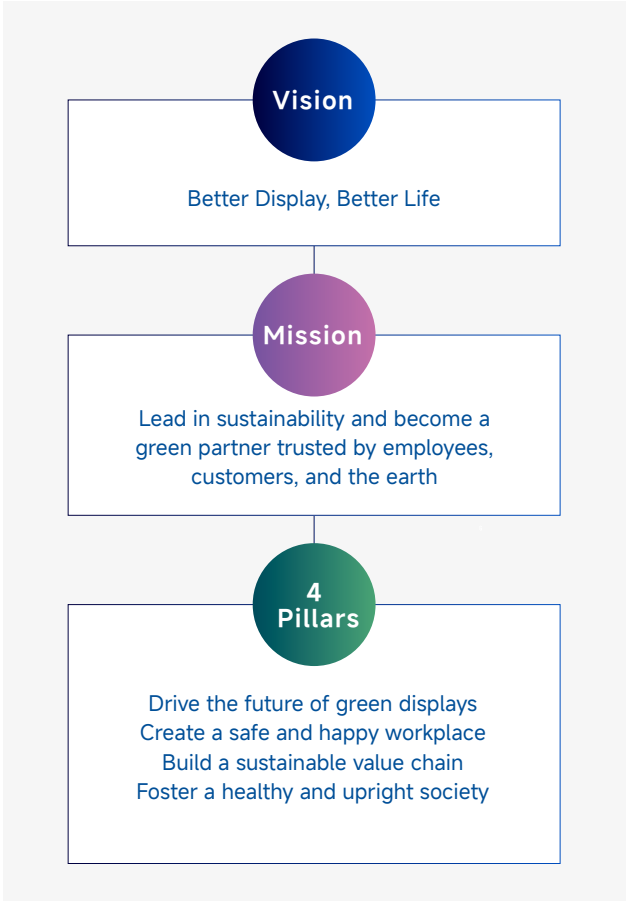 Vision
Better Display, Better Life
Mission
Lead in sustainability and become a
green partner trusted by employees,
customers, and the earth
4
Pillars
Drive the future of green displays
Create a safe and happy workplace
Build a sustainable value chain
Foster a healthy and upright society